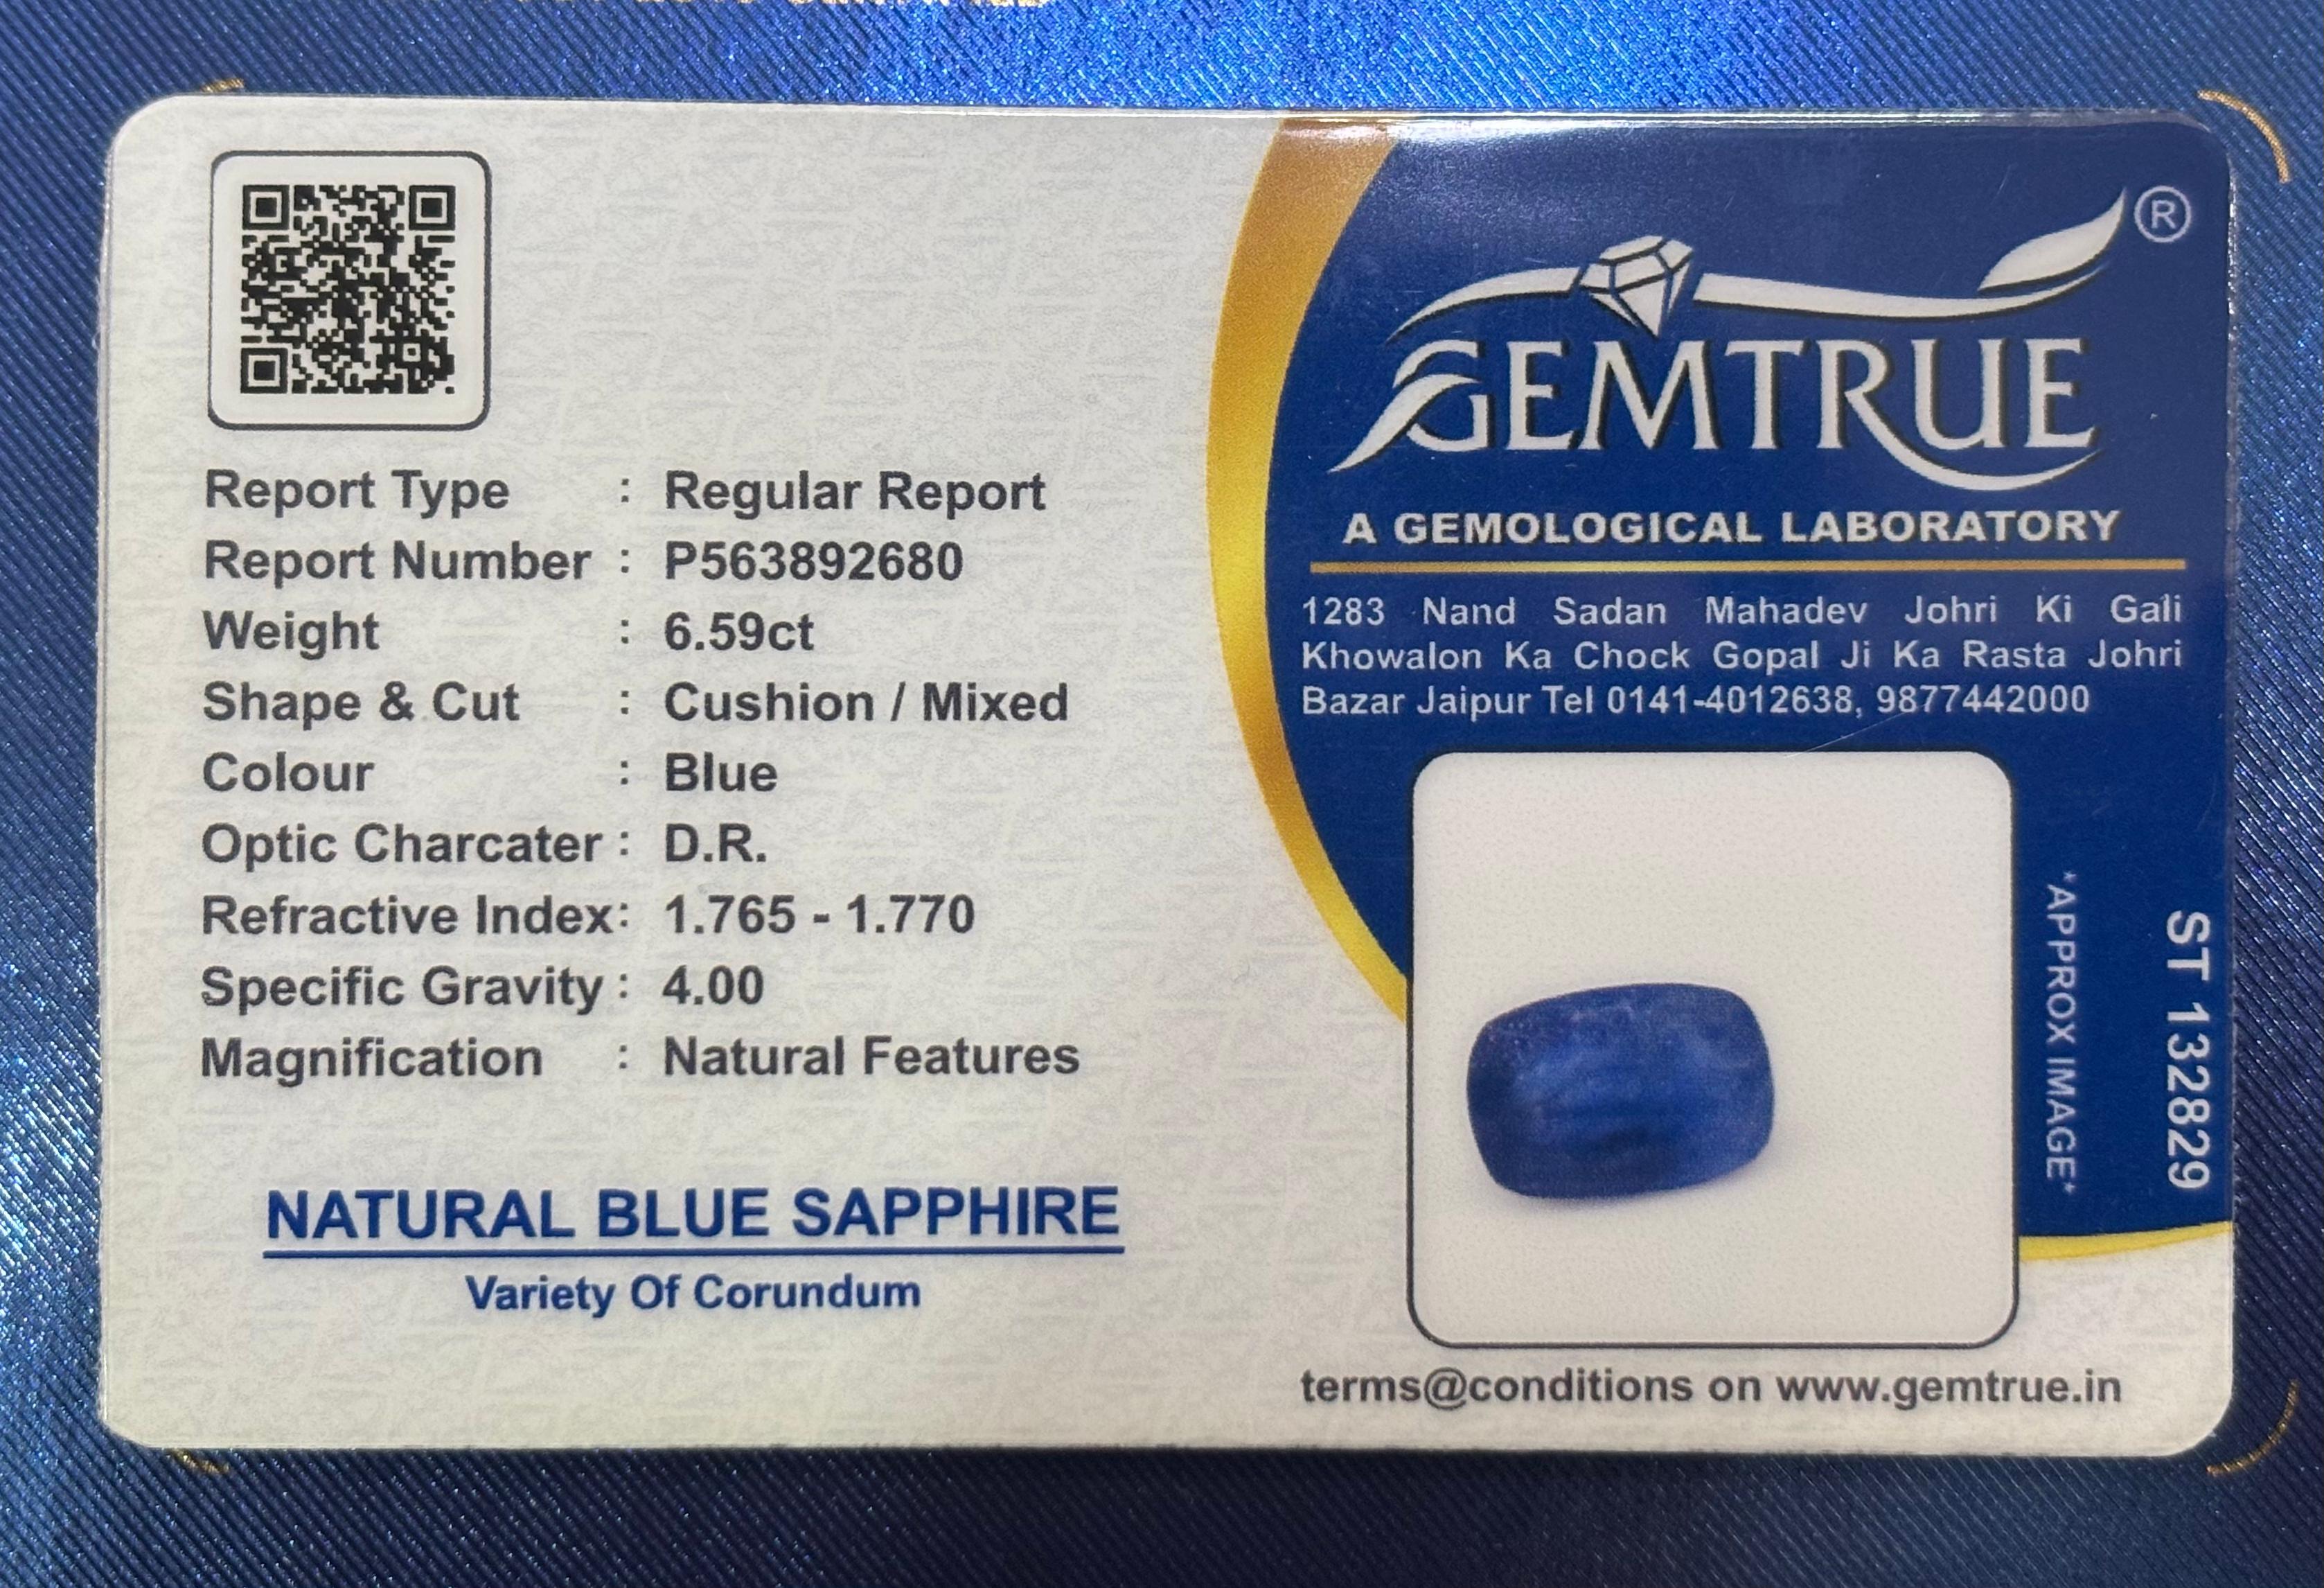 Report Type : Regular Report
Report Number : P563892680
Weight : 6.59ct
Shape & Cut : Cushion / Mixed
Colour : Blue
Optic Charcater : D.R.
Refractive Index: 1.765 - 1.770
Specific Gravity : 4.00
Magnification : Natural Features
NATURAL BLUE SAPPHIRE
Variety Of Corundum
GEMTRUE ®
A GEMOLOGICAL LABORATORY
1283 Nand Sadan Mahadev Johri Ki Gali
Khowalon Ka Chock Gopal Ji Ka Rasta Johri
Bazar Jaipur Tel 0141-4012638, 9877442000
*APPROX IMAGE*
ST 132829
terms@conditions on www.gemtrue.in